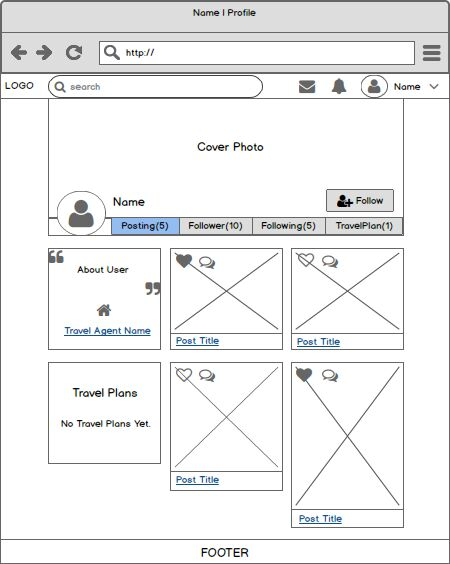 Name | Profile
http://
LOGO
search
Name
Cover Photo
Name
Follow
Posting(5)
Follower(10)
Following(5)
TravelPlan(1)
About User
Travel Agent Name
Post Title
Post Title
Travel Plans
No Travel Plans Yet.
Post Title
Post Title
FOOTER